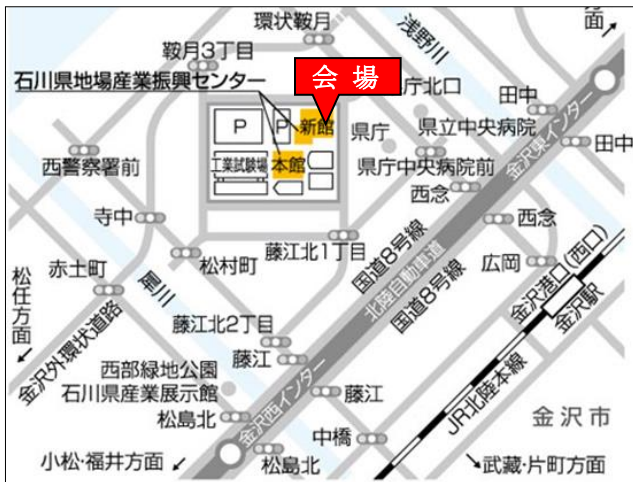 環状鞍月
浅野川
方面
鞍月3丁目
石川県地場産業振興センター
会場
庁北口
田中
P
P
新館
県庁
県立中央病院
金沢東インター
田中
西警察署前
工業試験場
本館
県庁中央病院前
西念
寺中
藤江北1丁目
西念
松村町
国道8号線
北陸自動車道
国道8号線
広岡
金沢港口(西口)
金沢駅
松任方面
赤土町
犀川
金沢外環状道路
藤江北2丁目
藤江
西部緑地公園
石川県産業展示館
金沢西インター
藤江
JR北陸本線
松島北
金沢市
中橋
小松・福井方面
松島北
武蔵・片町方面